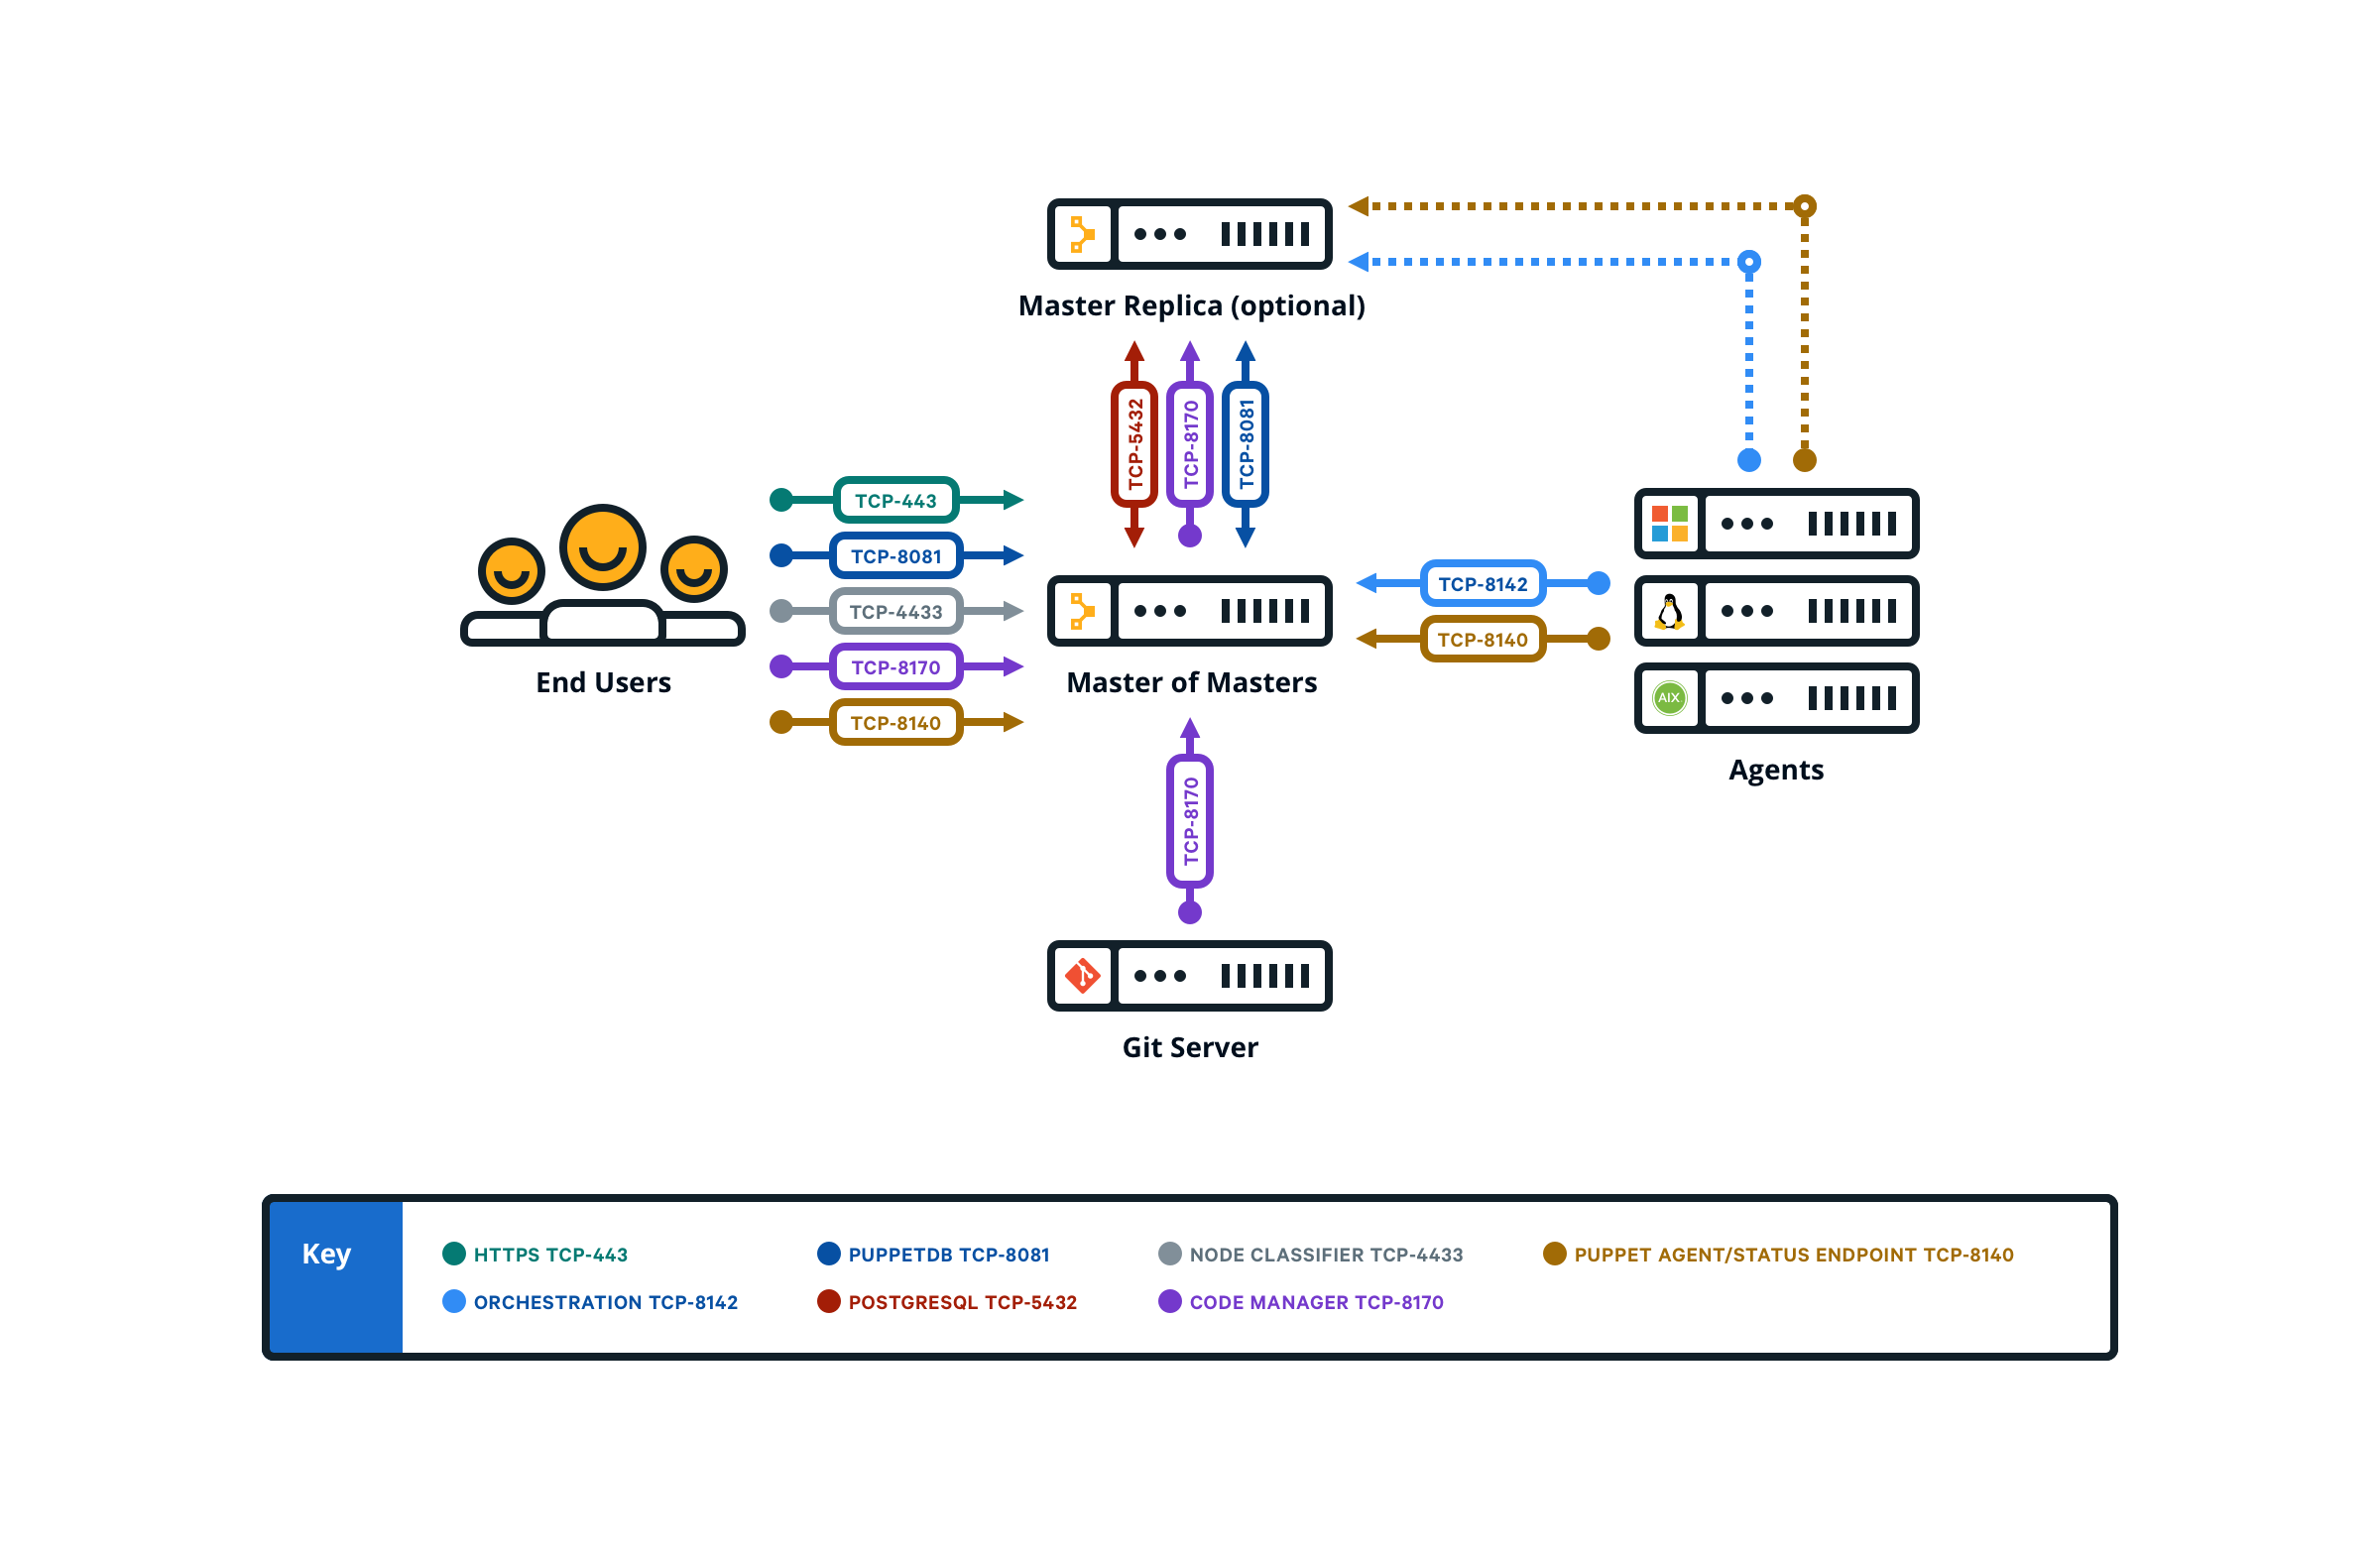 Master Replica (optional)
TCP-5432
TCP-8170
TCP-8081
TCP-443
TCP-8081
TCP-4433
TCP-8170
TCP-8140
End Users
Master of Masters
TCP-8142
TCP-8140
AIX
Agents
TCP-8170
Git Server
Key
HTTPS TCP-443
PUPPETDB TCP-8081
NODE CLASSIFIER TCP-4433
PUPPET AGENT/STATUS ENDPOINT TCP-8140
ORCHESTRATION TCP-8142
POSTGRESQL TCP-5432
CODE MANAGER TCP-8170